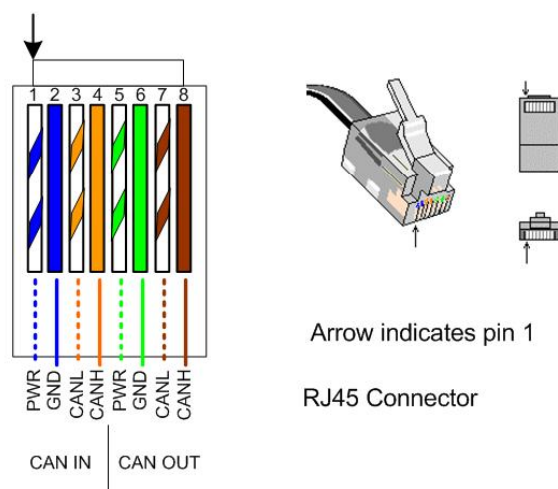 1 2 3 4 5 6 7 8
PWR GND CANL CANH PWR GND CANL CANH
CAN IN CAN OUT
Arrow indicates pin 1
RJ45 Connector